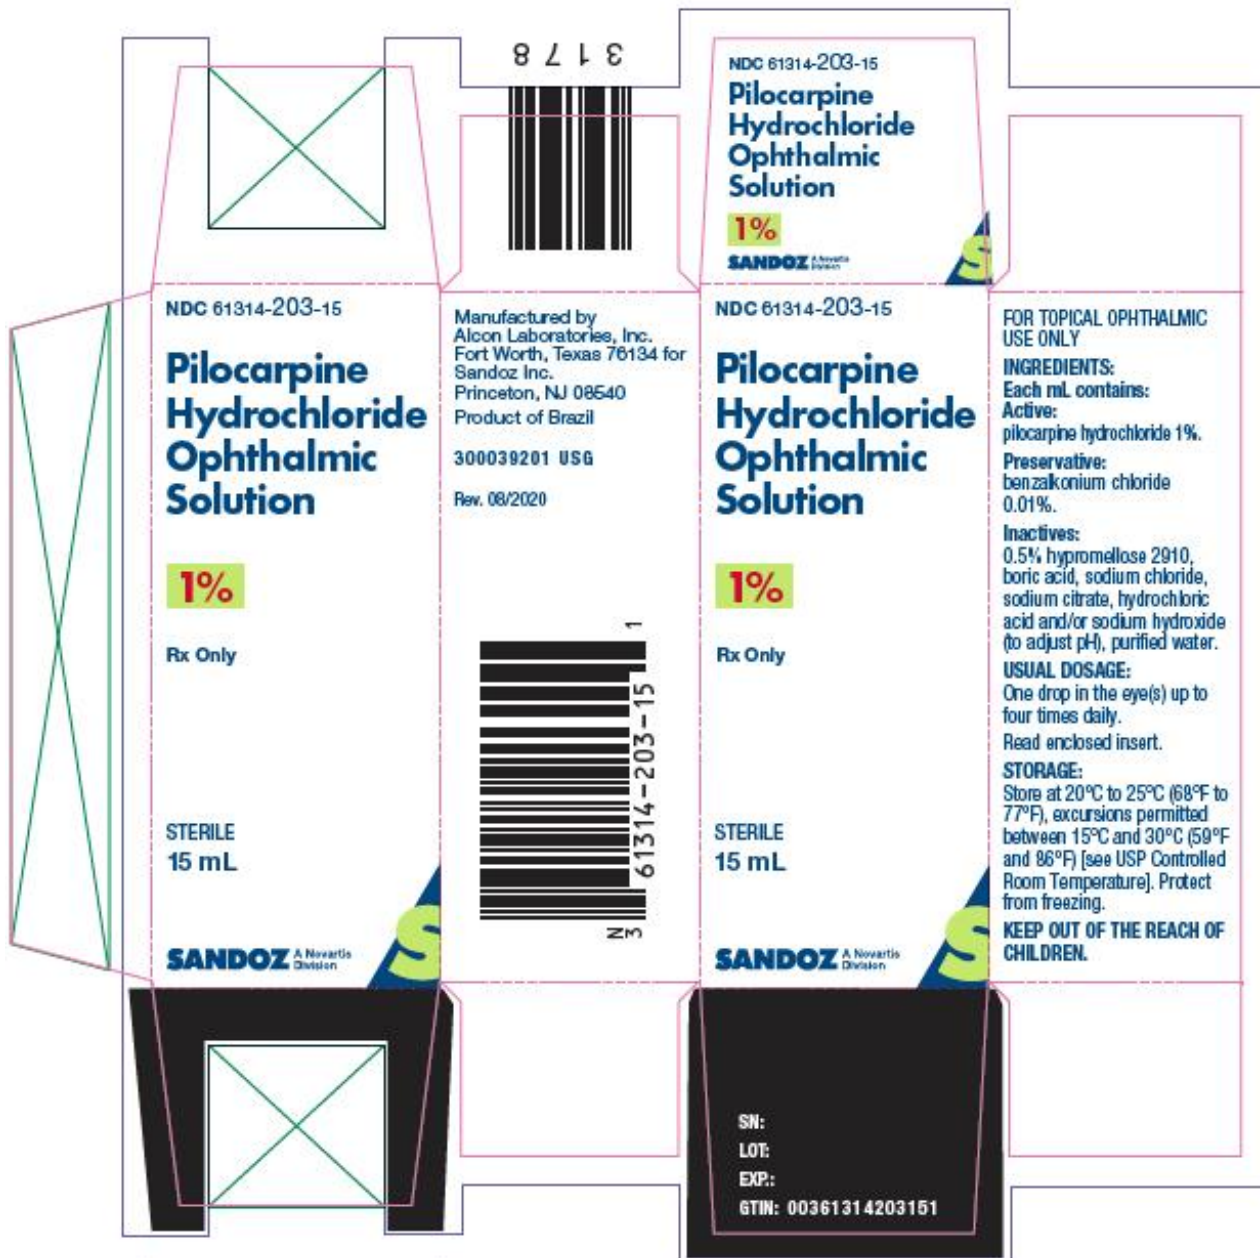 3178
NDC 61314-203-15
Pilocarpine
Hydrochloride
Ophthalmic
Solution
1%
SANDOZ A Novartis
Division
S
NDC 61314-203-15
Pilocarpine
Hydrochloride
Ophthalmic
Solution
1%
Rx Only
STERILE
15 mL
SANDOZ A Novartis
Division
S
Manufactured by
Alcon Laboratories, Inc.
Fort Worth, Texas 76134 for
Sandoz Inc.
Princeton, NJ 08540
Product of Brazil
300039201 USG
Rev. 08/2020
N
3 61314-203-15 1
NDC 61314-203-15
Pilocarpine
Hydrochloride
Ophthalmic
Solution
1%
Rx Only
STERILE
15 mL
SANDOZ A Novartis
Division
S
FOR TOPICAL OPHTHALMIC
USE ONLY
INGREDIENTS:
Each mL contains:
Active:
pilocarpine hydrochloride 1%.
Preservative:
benzalkonium chloride
0.01%.
Inactives:
0.5% hypromellose 2910,
boric acid, sodium chloride,
sodium citrate, hydrochloric
acid and/or sodium hydroxide
(to adjust pH), purified water.
USUAL DOSAGE:
One drop in the eye(s) up to
four times daily.
Read enclosed insert.
STORAGE:
Store at 20°C to 25°C (68°F to
77°F), excursions permitted
between 15°C and 30°C (59°F
and 86°F) [see USP Controlled
Room Temperature]. Protect
from freezing.
KEEP OUT OF THE REACH OF
CHILDREN.
SN:
LOT:
EXP.:
GTIN: 00361314203151